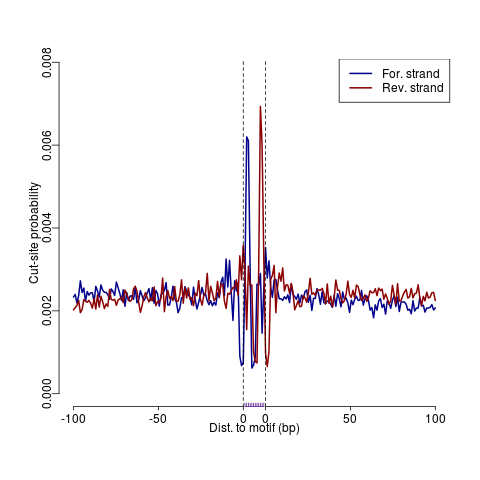 0.008
For. strand
Rev. strand
0.006
0.004
Cut-site probability
0.002
0.000
-100 -50 0 0 50 100
Dist. to motif (bp)